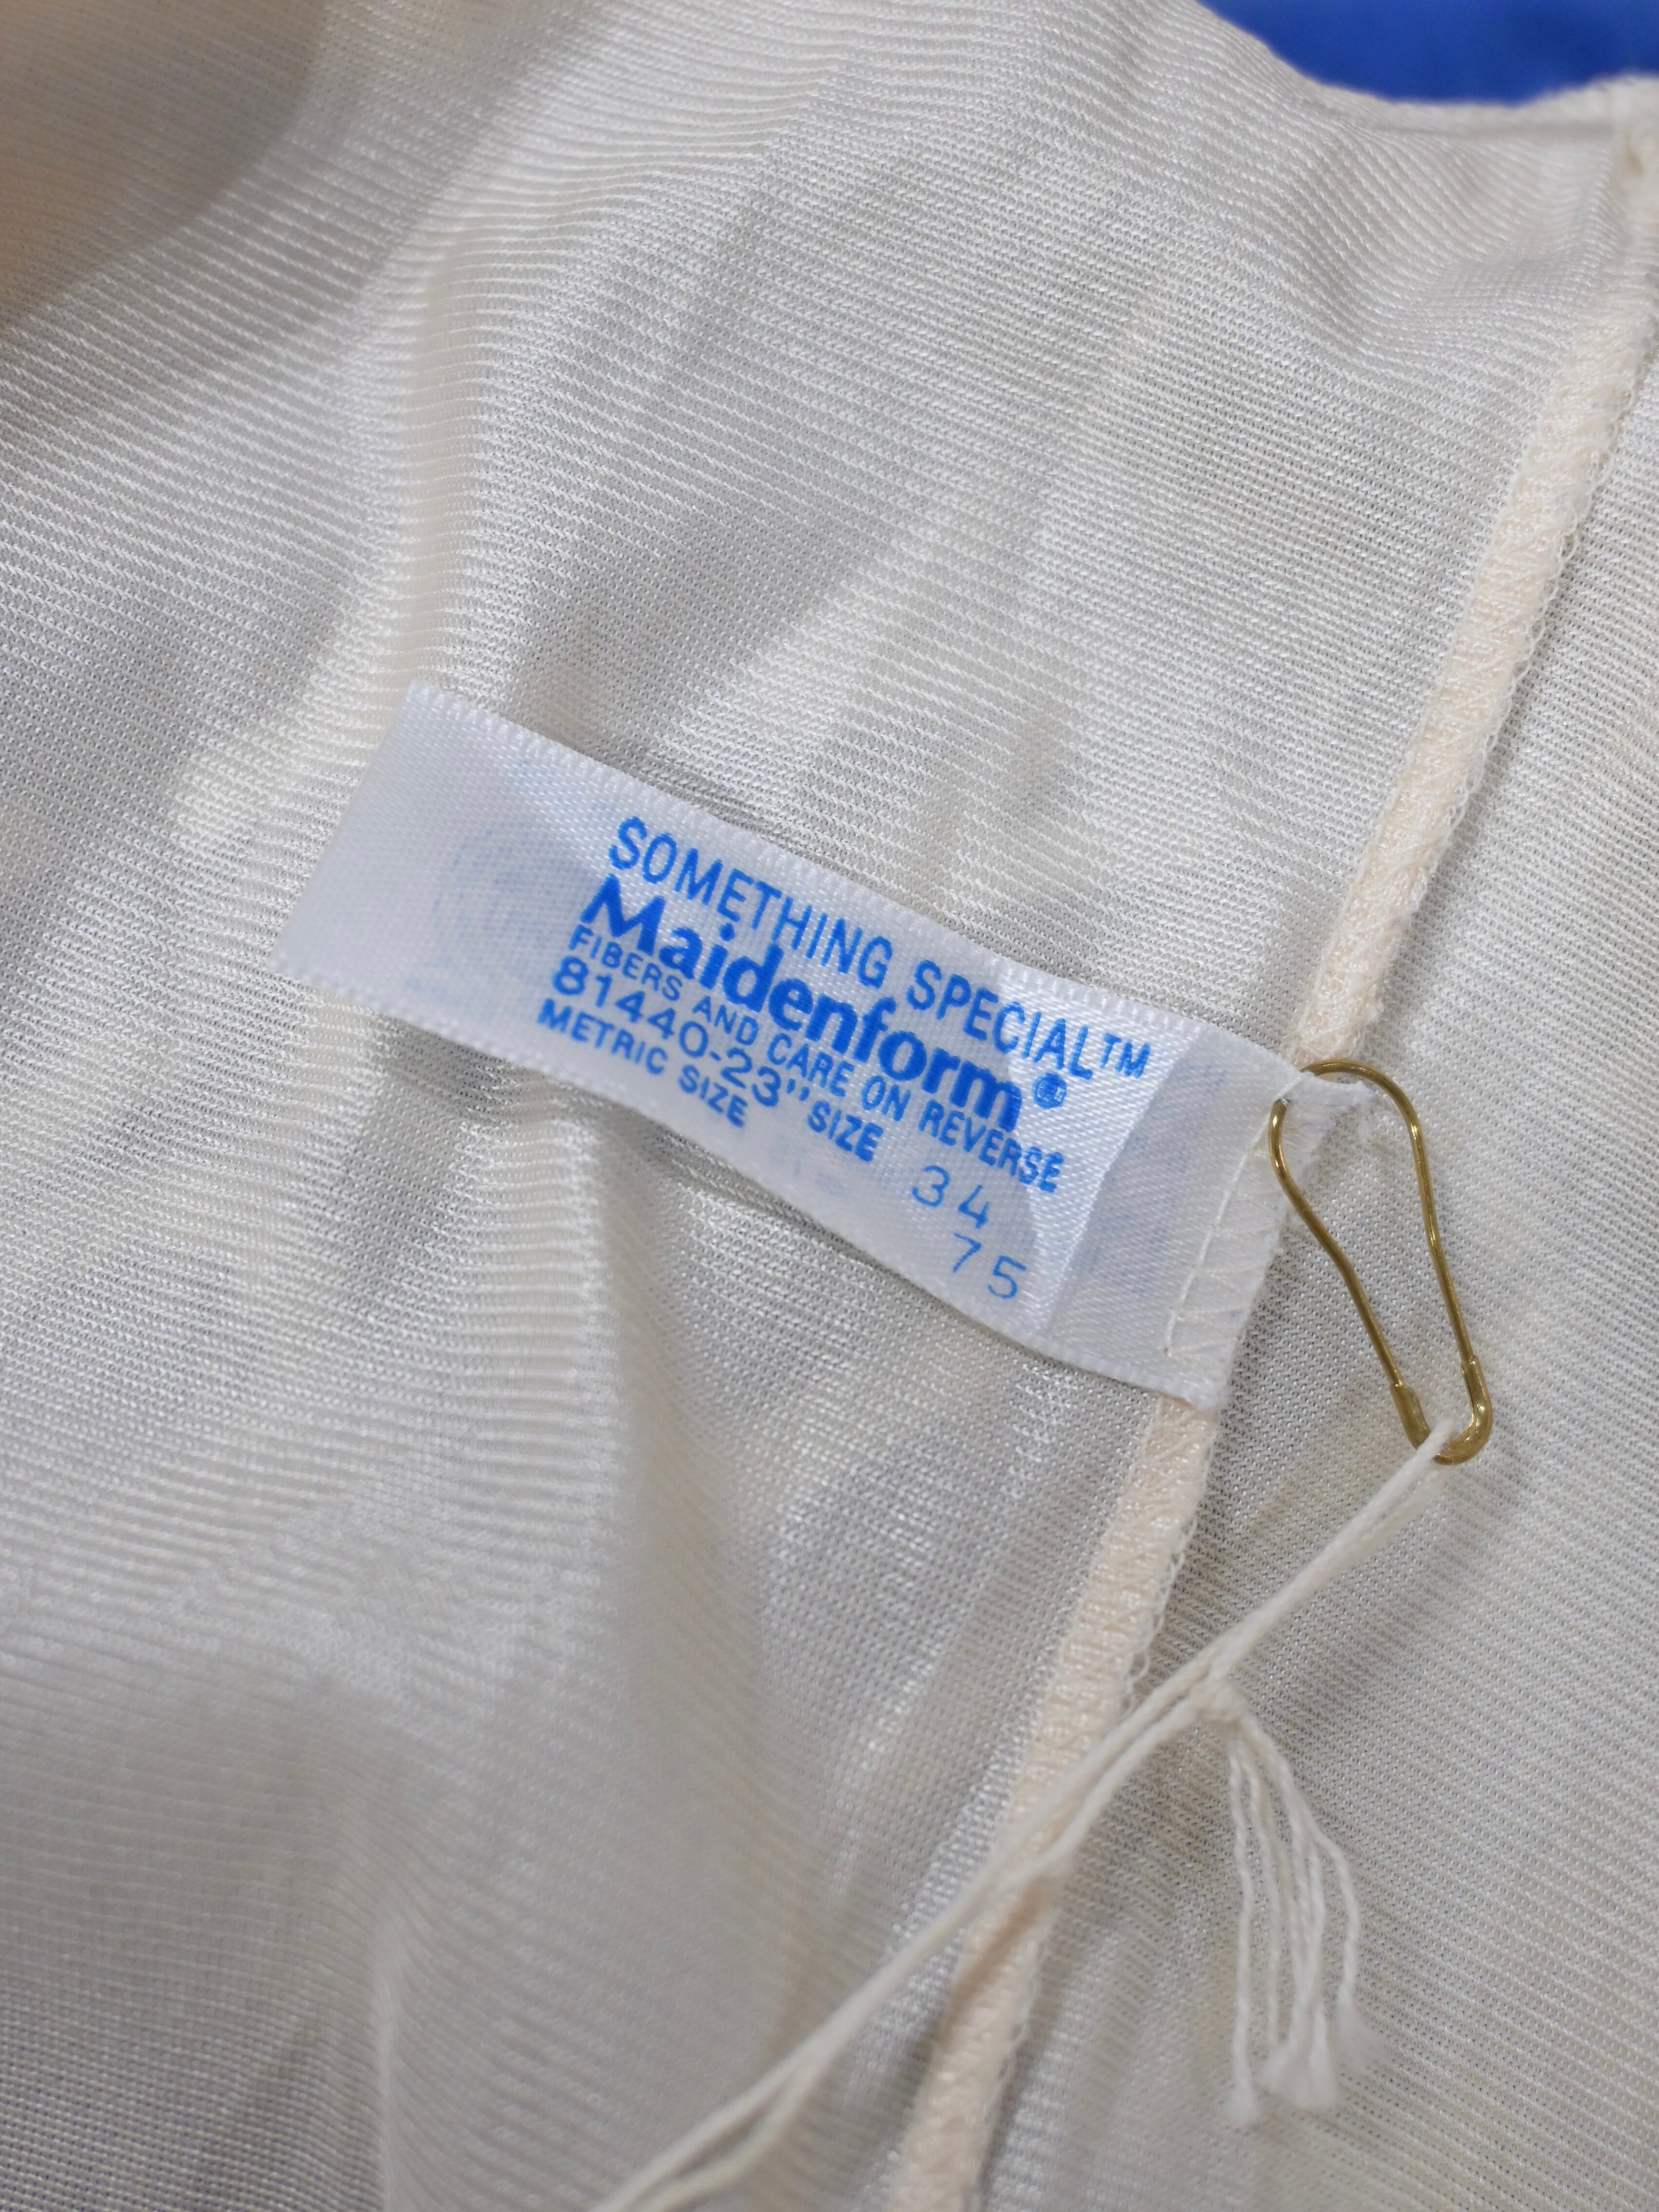 SOMETHING SPECIAL™
Maidenform®
FIBERS AND CARE ON REVERSE
81440-23" SIZE 34
METRIC SIZE 75